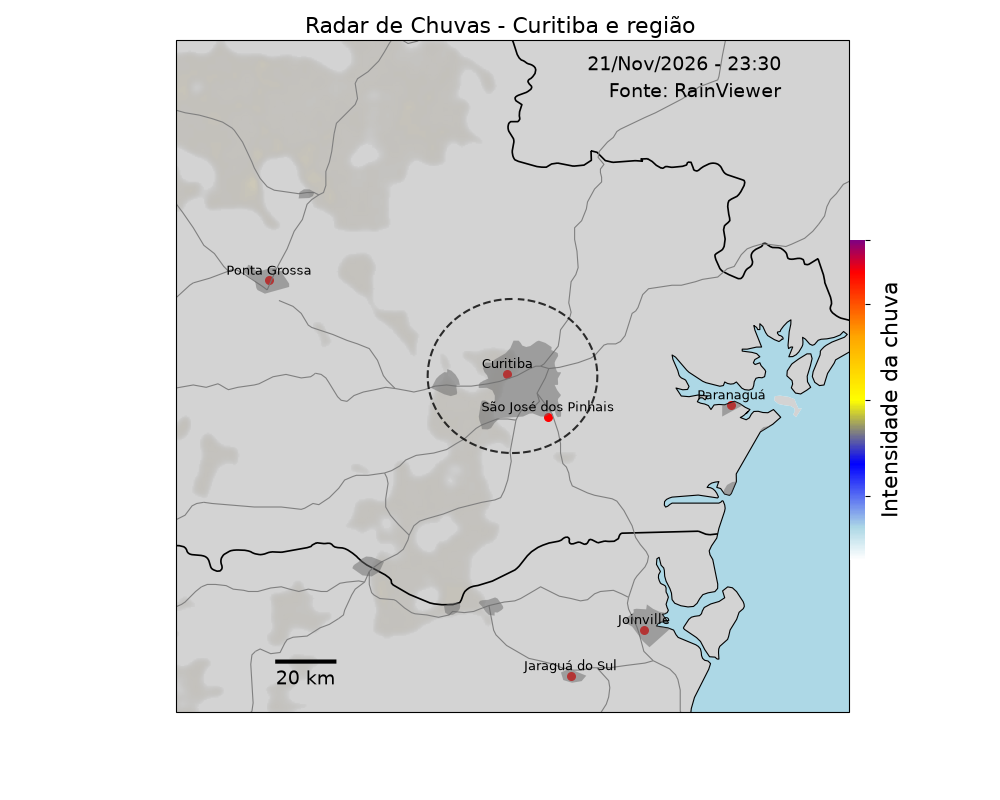 Radar de Chuvas - Curitiba e região
21/Nov/2026 - 23:30
Fonte: RainViewer
Ponta Grossa
Curitiba
São José dos Pinhais
Paranaguá
Intensidade da chuva
Joinville
Jaraguá do Sul
20 km